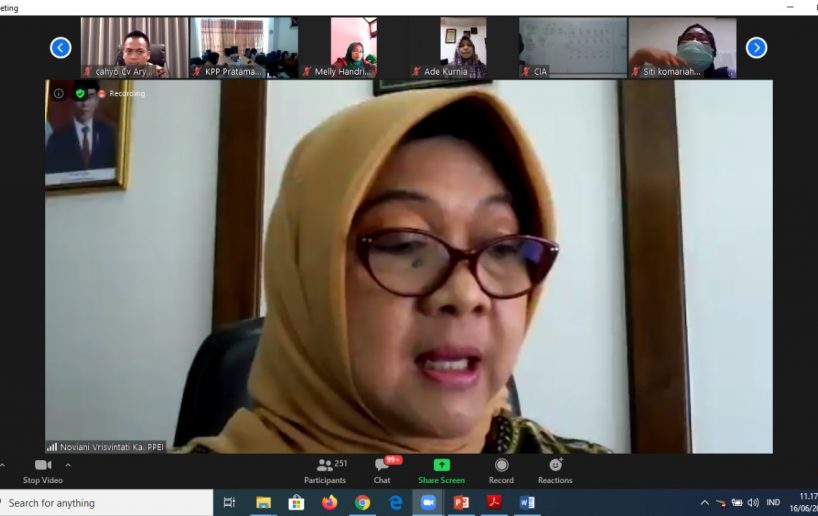 eting
cahyo Cv Ary...
KPP Pratama...
Melly Handri...
Ade Kurnia
CIA
Siti komariah...
Recording
Noviani Vrisvintati Ka. PPEI
Stop Video
Participants
251
Chat
99+
Share Screen
Record
Reactions
Search for anything
IND
11.17
16/06/20